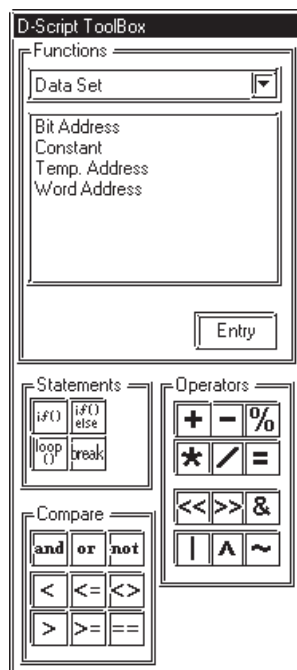 D-Script ToolBox
Functions
Data Set
Bit Address
Constant
Temp. Address
Word Address
Entry
Statements
if()
if() else
loop ()
break
Operators
+ - %
* / =
<< >> &
| ^ ~
Compare
and or not
< <= <>
> >= ==